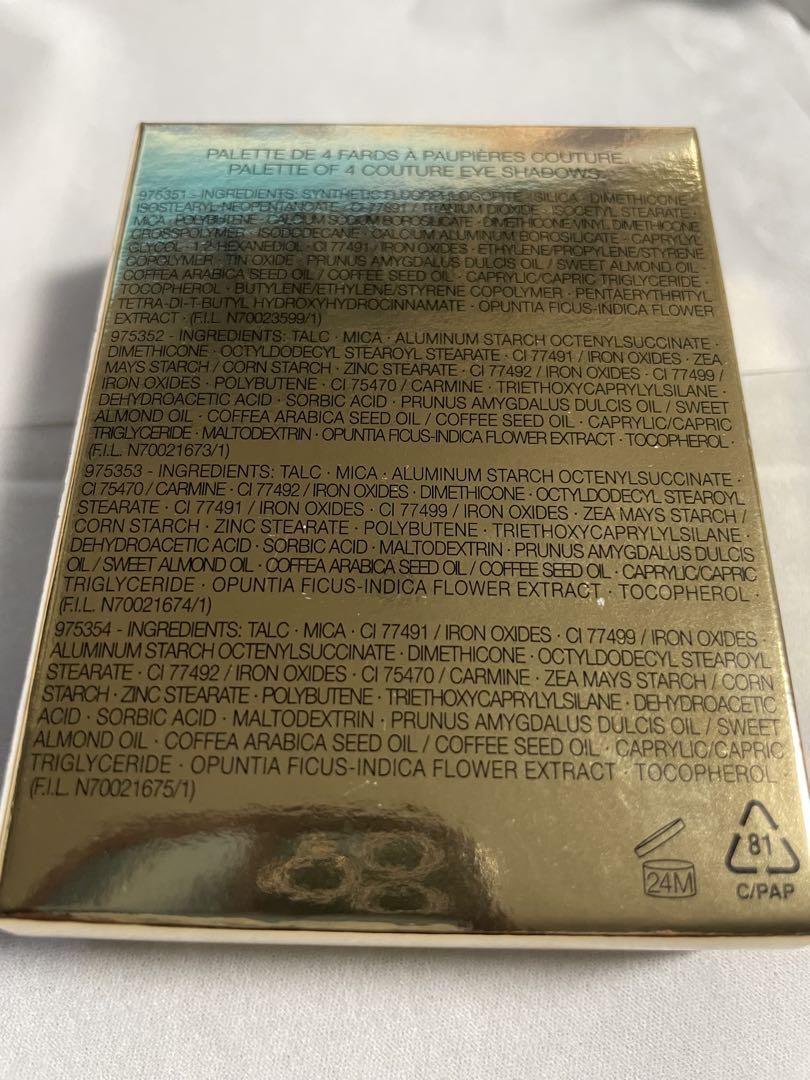 PALETTE DE 4 FARDS À PAUPIÈRES COUTURE
PALETTE OF 4 COUTURE EYE SHADOWS
975351 - INGREDIENTS: SYNTHETIC FLUORPHLOGOPITE · SILICA · DIMETHICONE ·
ISOSTEARYL NEOPENTANOATE · CI 77891 / TITANIUM DIOXIDE · ISOCETYL STEARATE ·
MICA · POLYBUTENE · CALCIUM SODIUM BOROSILICATE · DIMETHICONE/VINYL DIMETHICONE
CROSSPOLYMER · ISODODECANE · CALCIUM ALUMINUM BOROSILICATE · CAPRYLYL
GLYCOL · 1,2-HEXANEDIOL · CI 77491 / IRON OXIDES · ETHYLENE/PROPYLENE/STYRENE
COPOLYMER · TIN OXIDE · PRUNUS AMYGDALUS DULCIS OIL / SWEET ALMOND OIL ·
COFFEA ARABICA SEED OIL / COFFEE SEED OIL · CAPRYLIC/CAPRIC TRIGLYCERIDE ·
TOCOPHEROL · BUTYLENE/ETHYLENE/STYRENE COPOLYMER · PENTAERYTHRITYL
TETRA-DI-T-BUTYL HYDROXYHYDROCINNAMATE · OPUNTIA FICUS-INDICA FLOWER
EXTRACT · (F.I.L. N70023599/1)
975352 - INGREDIENTS: TALC · MICA · ALUMINUM STARCH OCTENYLSUCCINATE ·
DIMETHICONE · OCTYLDODECYL STEAROYL STEARATE · CI 77491 / IRON OXIDES · ZEA
MAYS STARCH / CORN STARCH · ZINC STEARATE · CI 77492 / IRON OXIDES · CI 77499 /
IRON OXIDES · POLYBUTENE · CI 75470 / CARMINE · TRIETHOXYCAPRYLYLSILANE ·
DEHYDROACETIC ACID · SORBIC ACID · PRUNUS AMYGDALUS DULCIS OIL / SWEET
ALMOND OIL · COFFEA ARABICA SEED OIL / COFFEE SEED OIL · CAPRYLIC/CAPRIC
TRIGLYCERIDE · MALTODEXTRIN · OPUNTIA FICUS-INDICA FLOWER EXTRACT · TOCOPHEROL ·
(F.I.L. N70021673/1)
975353 - INGREDIENTS: TALC · MICA · ALUMINUM STARCH OCTENYLSUCCINATE ·
CI 75470 / CARMINE · CI 77492 / IRON OXIDES · DIMETHICONE · OCTYLDODECYL STEAROYL
STEARATE · CI 77491 / IRON OXIDES · CI 77499 / IRON OXIDES · ZEA MAYS STARCH /
CORN STARCH · ZINC STEARATE · POLYBUTENE · TRIETHOXYCAPRYLYLSILANE ·
DEHYDROACETIC ACID · SORBIC ACID · MALTODEXTRIN · PRUNUS AMYGDALUS DULCIS
OIL / SWEET ALMOND OIL · COFFEA ARABICA SEED OIL / COFFEE SEED OIL · CAPRYLIC/CAPRIC
TRIGLYCERIDE · OPUNTIA FICUS-INDICA FLOWER EXTRACT · TOCOPHEROL ·
(F.I.L. N70021674/1)
975354 - INGREDIENTS: TALC · MICA · CI 77491 / IRON OXIDES · CI 77499 / IRON OXIDES ·
ALUMINUM STARCH OCTENYLSUCCINATE · DIMETHICONE · OCTYLDODECYL STEAROYL
STEARATE · CI 77492 / IRON OXIDES · CI 75470 / CARMINE · ZEA MAYS STARCH / CORN
STARCH · ZINC STEARATE · POLYBUTENE · TRIETHOXYCAPRYLYLSILANE · DEHYDROACETIC
ACID · SORBIC ACID · MALTODEXTRIN · PRUNUS AMYGDALUS DULCIS OIL / SWEET
ALMOND OIL · COFFEA ARABICA SEED OIL / COFFEE SEED OIL · CAPRYLIC/CAPRIC
TRIGLYCERIDE · OPUNTIA FICUS-INDICA FLOWER EXTRACT · TOCOPHEROL ·
(F.I.L. N70021675/1)
24M
81
C/PAP